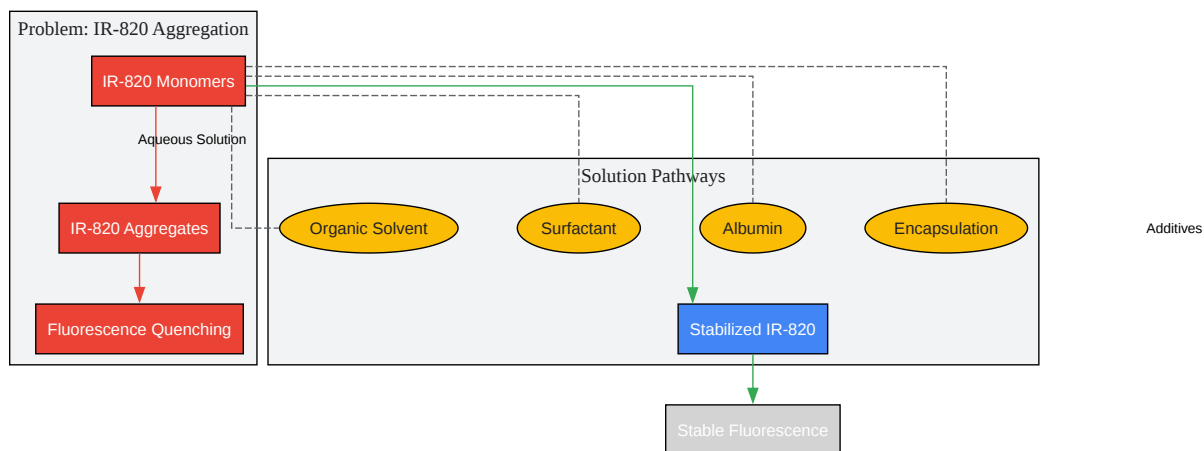 Problem: IR-820 Aggregation
IR-820 Monomers
Aqueous Solution
IR-820 Aggregates
Fluorescence Quenching
Solution Pathways
Organic Solvent
Surfactant
Albumin
Encapsulation
Additives
Stabilized IR-820
Stable Fluorescence